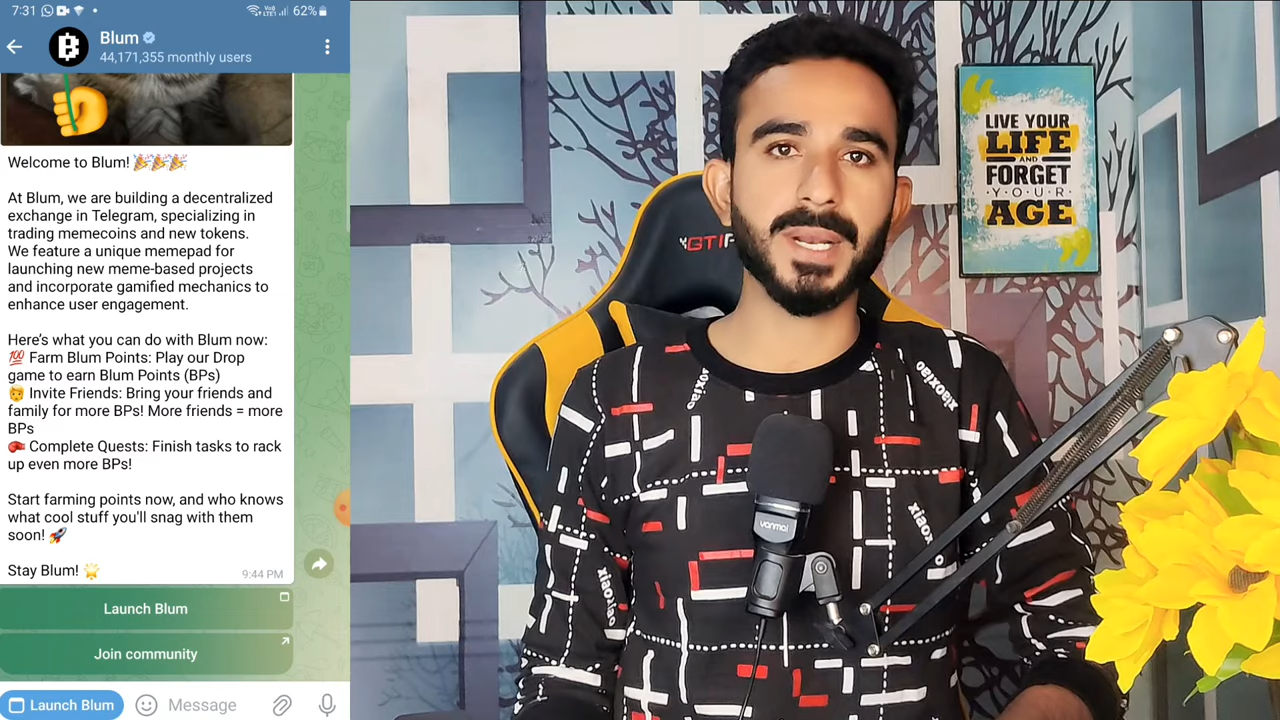 7:31
62%
Blum
44,171,355 monthly users
Welcome to Blum! 🎉🎉🎉
At Blum, we are building a decentralized
exchange in Telegram, specializing in
trading memcoins and new tokens.
We feature a unique memepad for
launching new meme-based projects
and incorporate gamified mechanics to
enhance user engagement.
Here's what you can do with Blum now:
💯 Farm Blum Points: Play our Drop
game to earn Blum Points (BPs)
🙋 Invite Friends: Bring your friends and
family for more BPs! More friends = more
BPs
🥊 Complete Quests: Finish tasks to rack
up even more BPs!
Start farming points now, and who knows
what cool stuff you'll snag with them
soon! 🚀
Stay Blum! 🌟
9:44 PM
Launch Blum
Join community
Launch Blum
Message
LIVE YOUR
LIFE
AND
FORGET
YOUR
AGE
xiaoxiao
vanmai